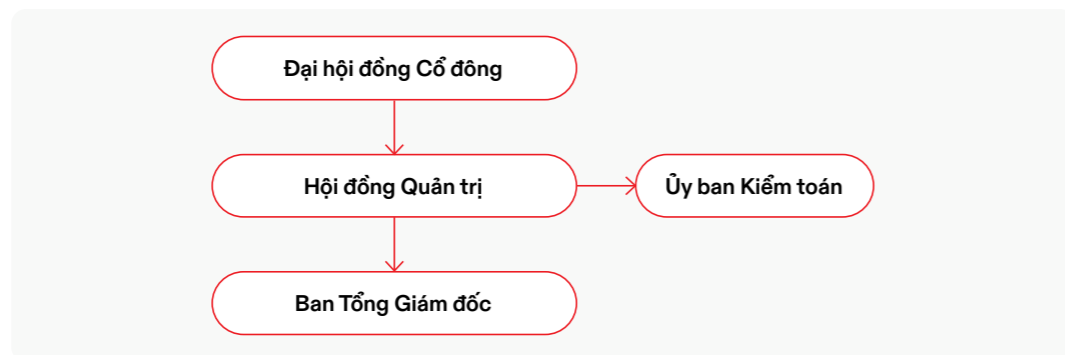 Đại hội đồng Cổ đông
Hội đồng Quản trị
Ủy ban Kiểm toán
Ban Tổng Giám đốc